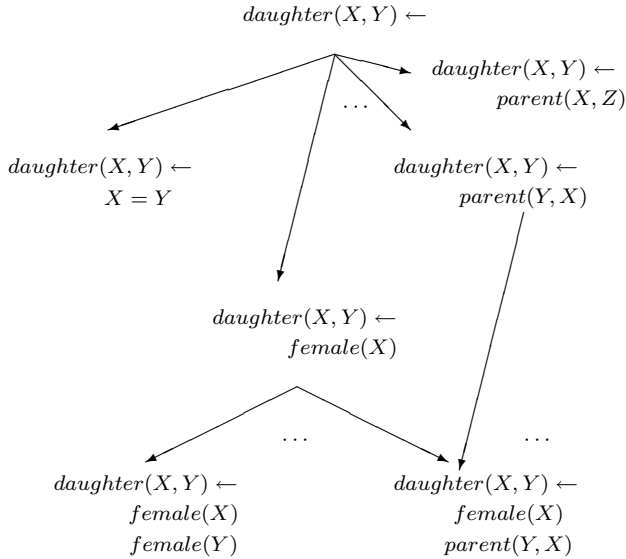 daughter(X, Y) ←
daughter(X, Y) ←
parent(X, Z)
...
daughter(X, Y) ←
X = Y
daughter(X, Y) ←
parent(Y, X)
daughter(X, Y) ←
female(X)
...
...
daughter(X, Y) ←
female(X)
female(Y)
daughter(X, Y) ←
female(X)
parent(Y, X)